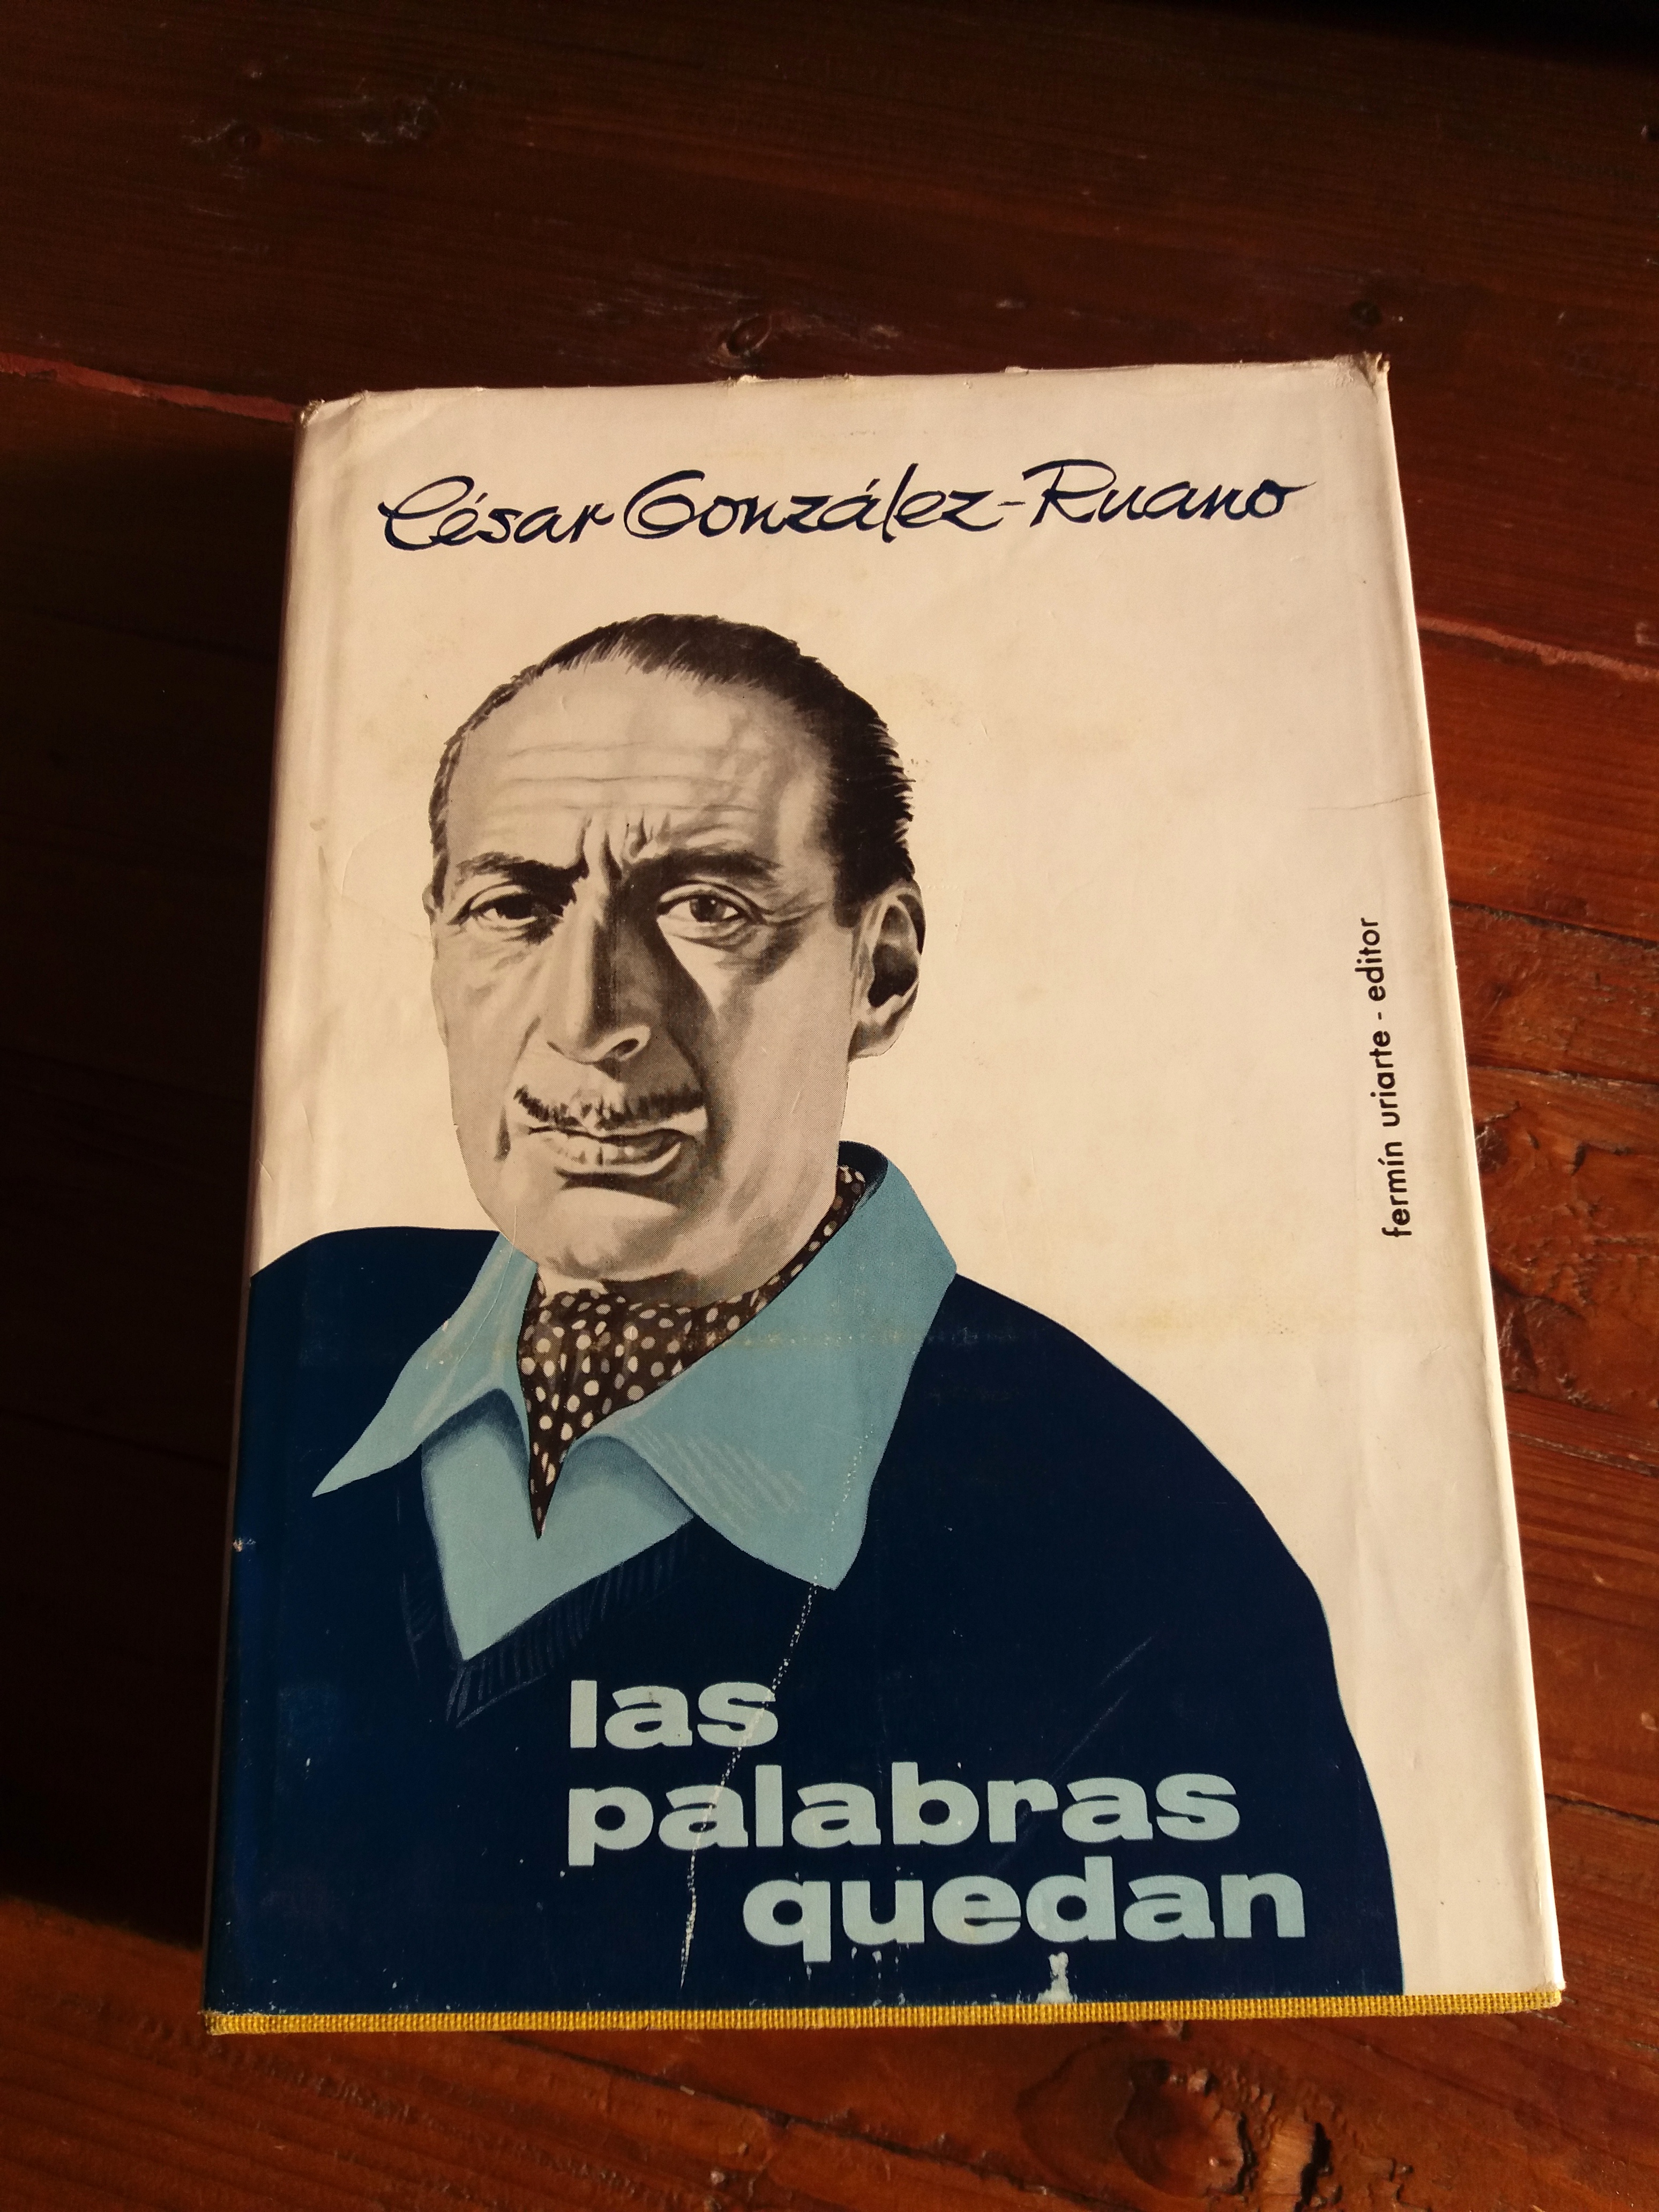 César González-Ruano
fermín uriarte - editor
las
palabras
quedan